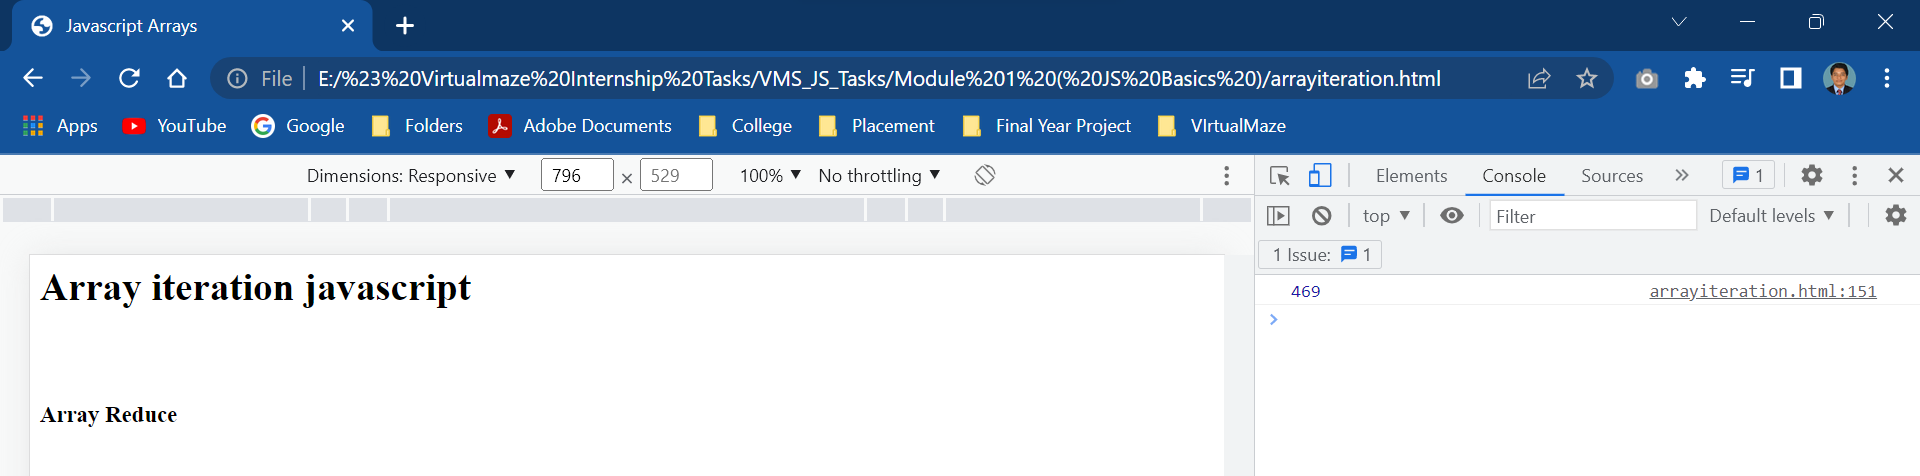 Javascript Arrays
File E:/%23%20Virtualmaze%20Internship%20Tasks/VMS_JS_Tasks/Module%201%20(%20JS%20Basics%20)/arrayiteration.html
Apps YouTube Google Folders Adobe Documents College Placement Final Year Project VIrtualMaze
Dimensions: Responsive 796 × 529 100% No throttling
Elements Console Sources 1
top Filter Default levels
1 Issue: 1
469 arrayiteration.html:151
Array iteration javascript
Array Reduce